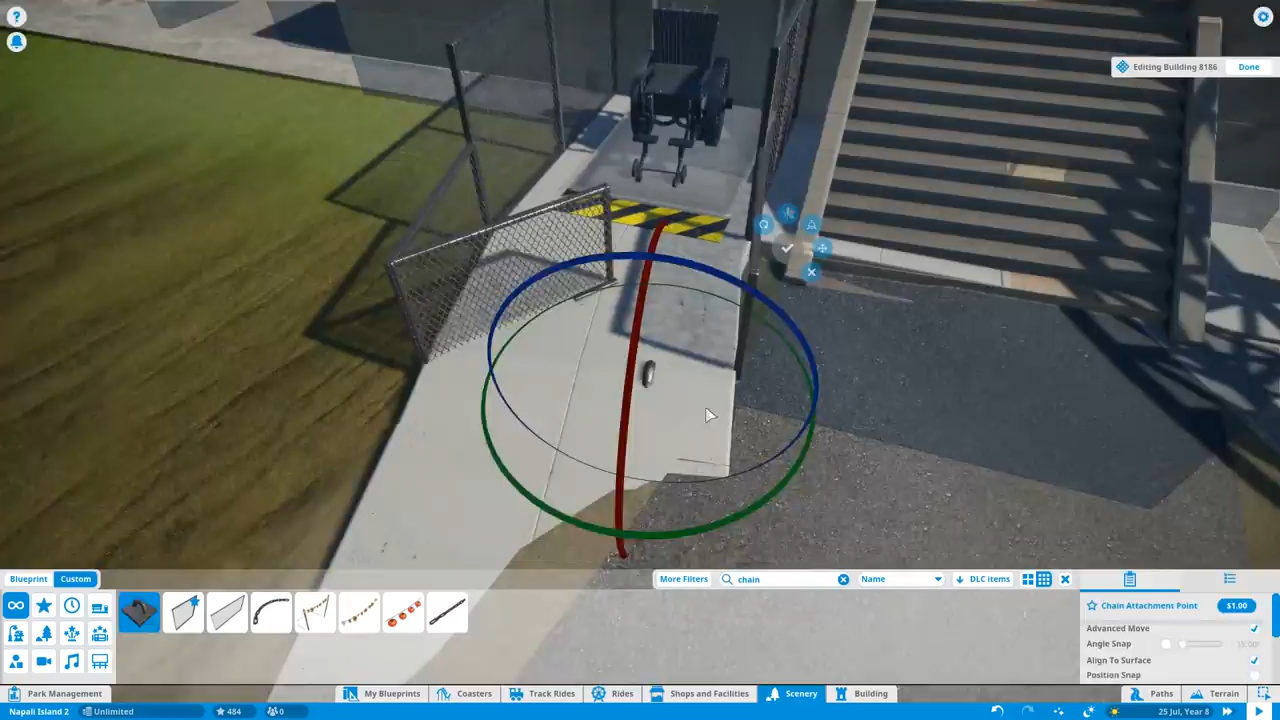 Editing Building 8186 Done
Blueprint Custom More Filters chain Name DLC items
Chain Attachment Point $1.00
Advanced Move
Angle Snap
Align To Surface
Position Snap
Park Management My Blueprints Coasters Track Rides Rides Shops and Facilities Scenery Building Paths Terrain
Napali Island 2 Unlimited 484 0 25 Jul, Year 8